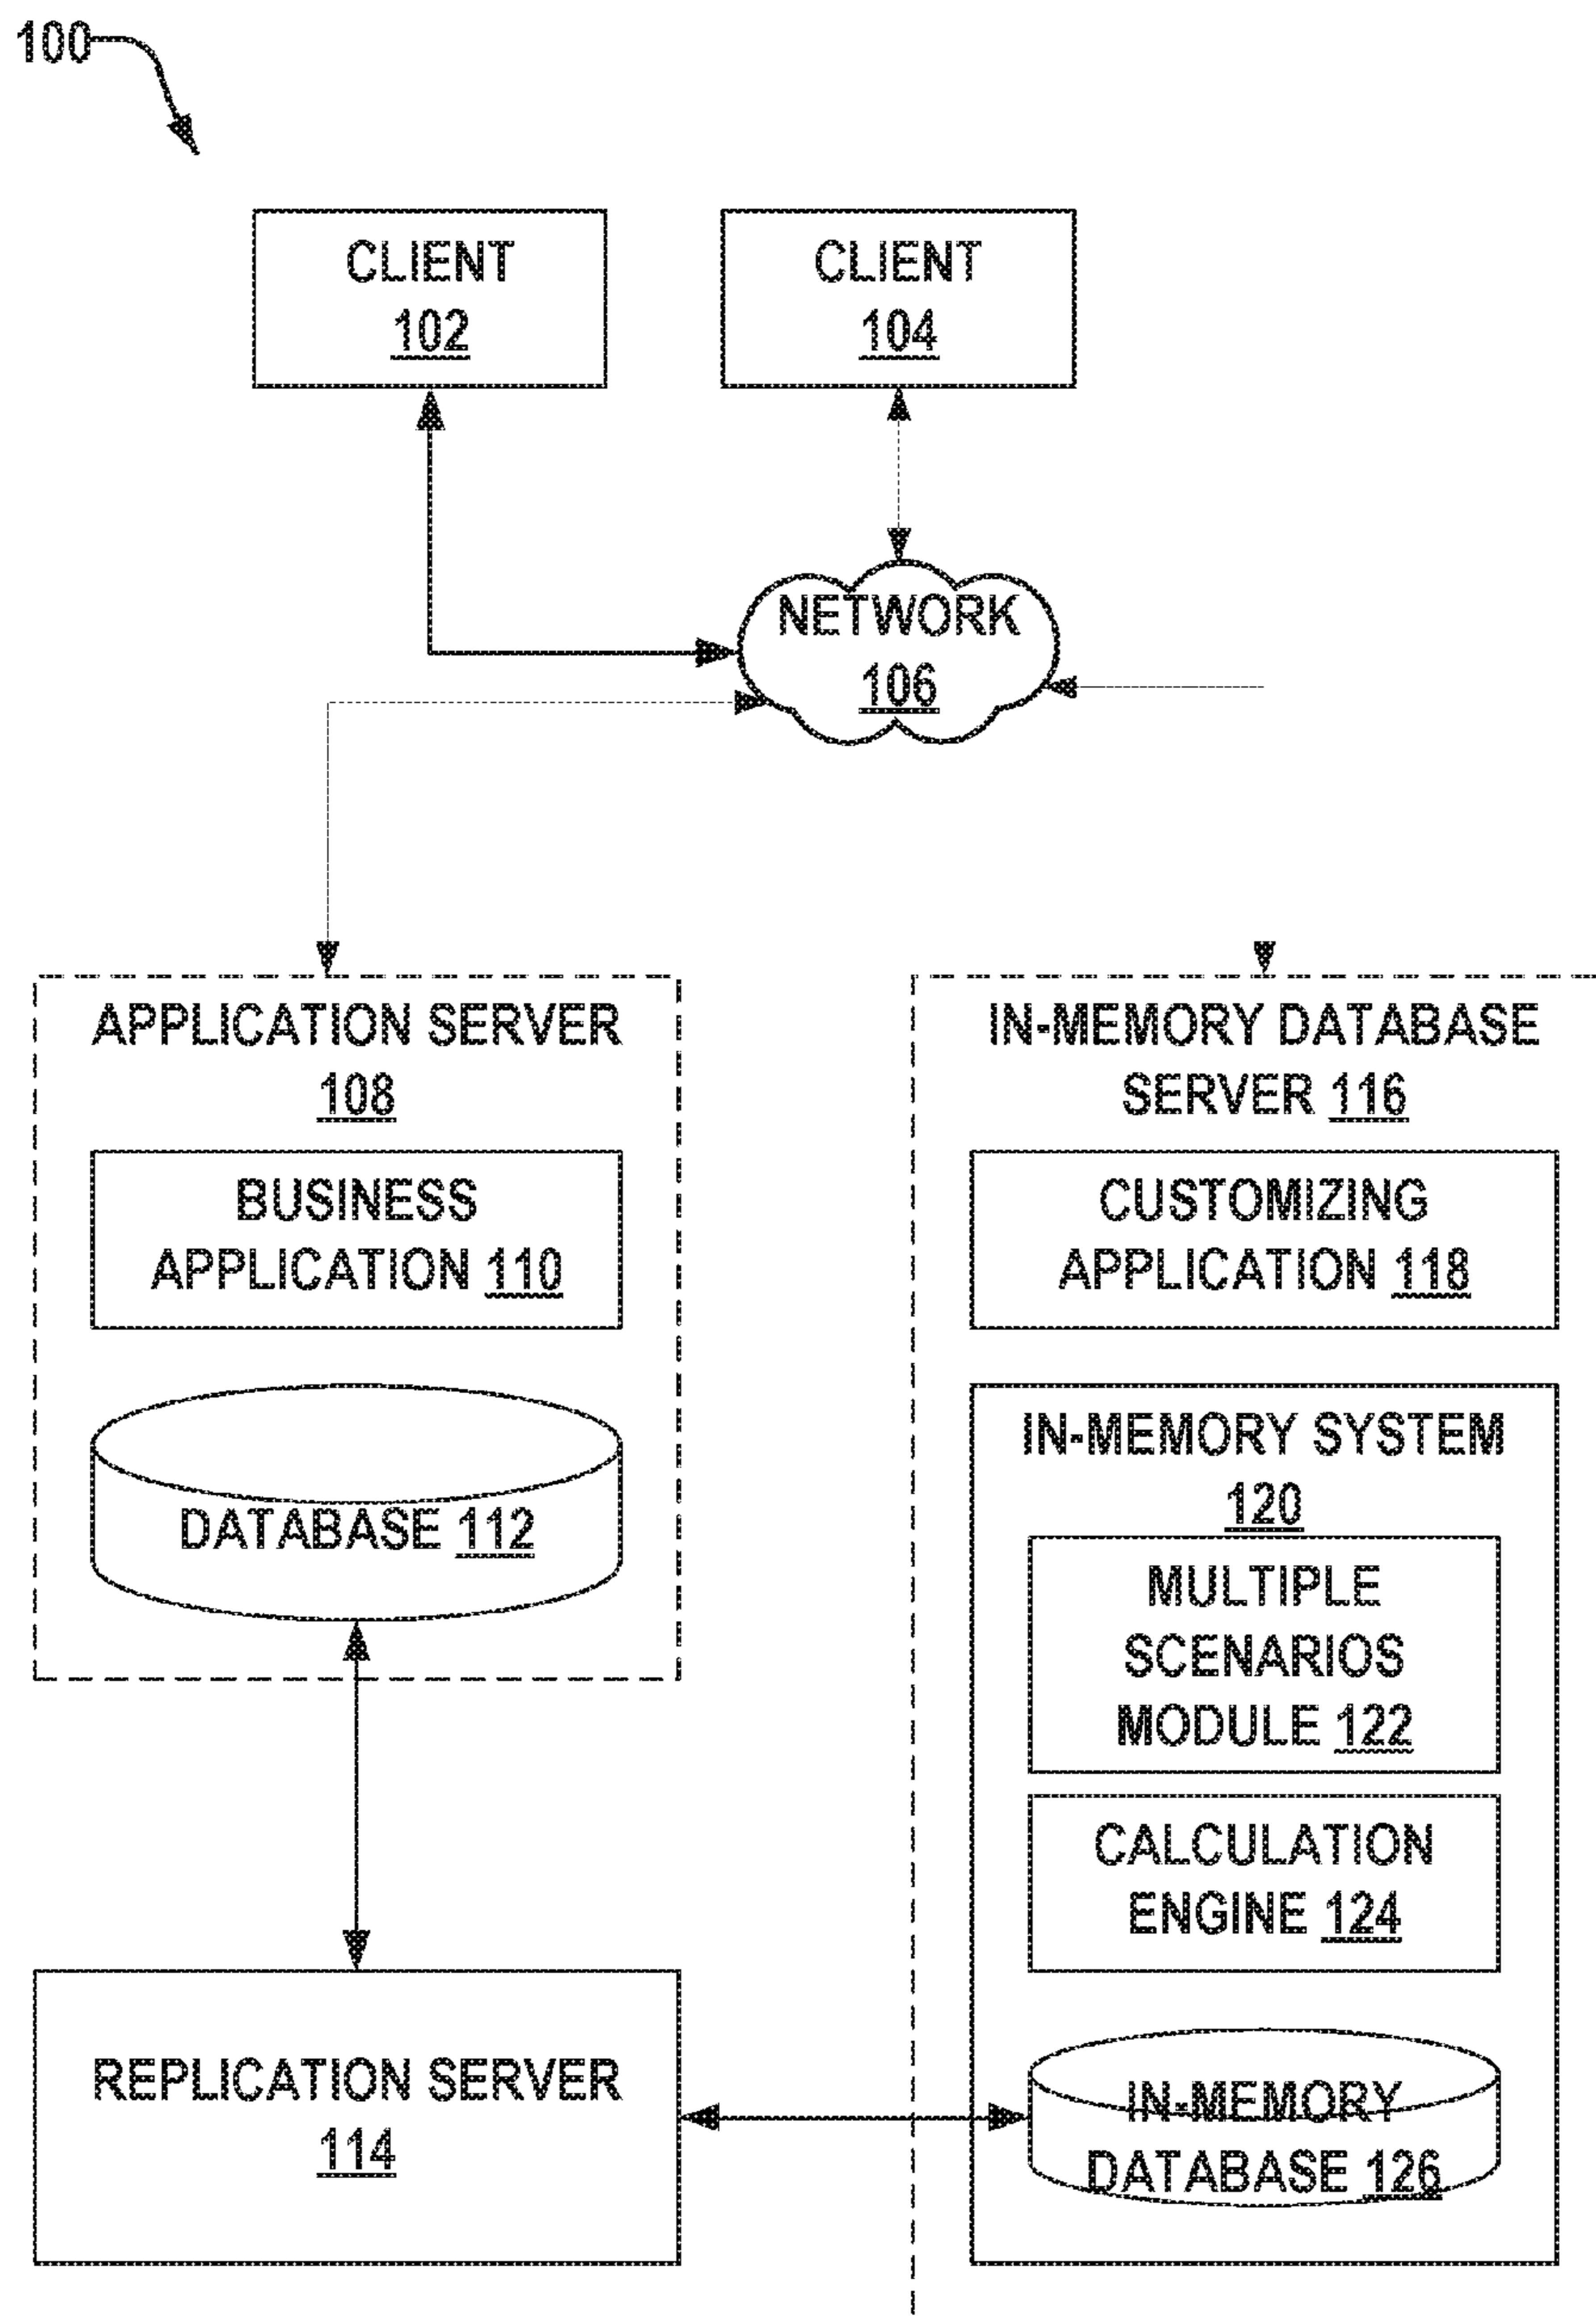 100
CLIENT
102
CLIENT
104
NETWORK
106
APPLICATION SERVER
108
BUSINESS
APPLICATION 110
DATABASE 112
REPLICATION SERVER
114
IN-MEMORY DATABASE
SERVER 116
CUSTOMIZING
APPLICATION 118
IN-MEMORY SYSTEM
120
MULTIPLE
SCENARIOS
MODULE 122
CALCULATION
ENGINE 124
IN-MEMORY
DATABASE 126